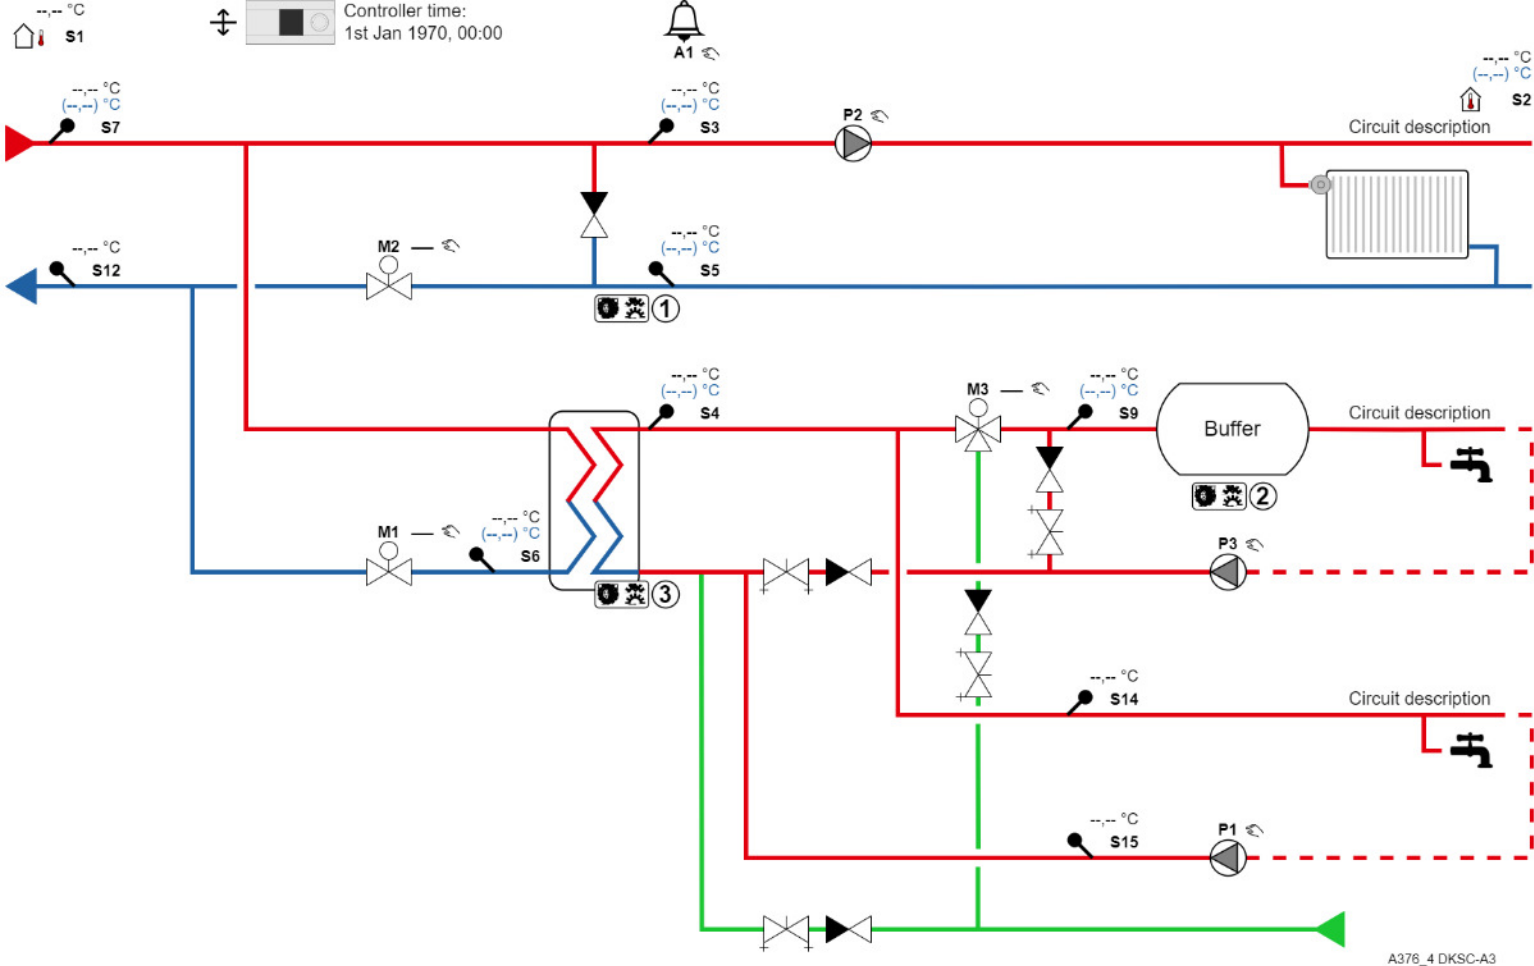 --,-- °C
S1
Controller time:
1st Jan 1970, 00:00
A1
--,-- °C
(--,--) °C
S2
--,-- °C
(--,--) °C
S7
--,-- °C
(--,--) °C
S3
P2
Circuit description
--,-- °C
S12
M2
--,-- °C
(--,--) °C
S5
1
--,-- °C
(--,--) °C
S4
M3
--,-- °C
(--,--) °C
S9
Buffer
Circuit description
2
M1
--,-- °C
(--,--) °C
S6
3
P3
--,-- °C
S14
Circuit description
--,-- °C
S15
P1
A376_4 DKSC-A3